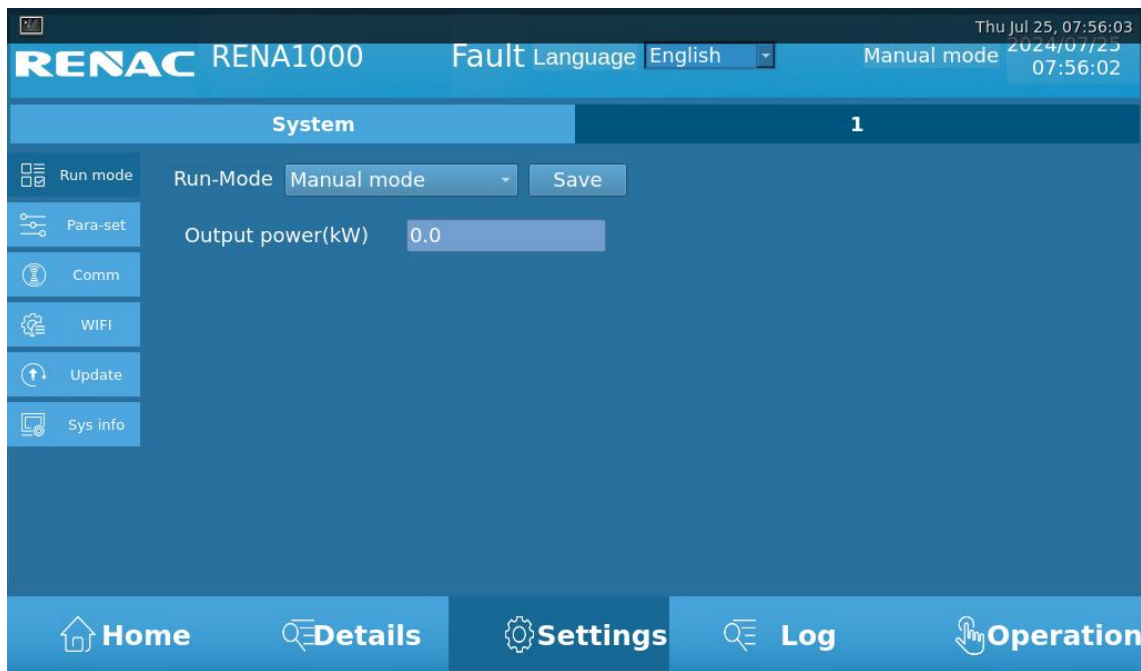 Thu Jul 25, 07:56:03
RENAC RENA1000 Fault Language English Manual mode 2024/07/25
07:56:02
System 1
Run mode
Run-Mode Manual mode Save
Para-set
Output power(kW) 0.0
Comm
WIFI
Update
Sys info
Home Details Settings Log Operation